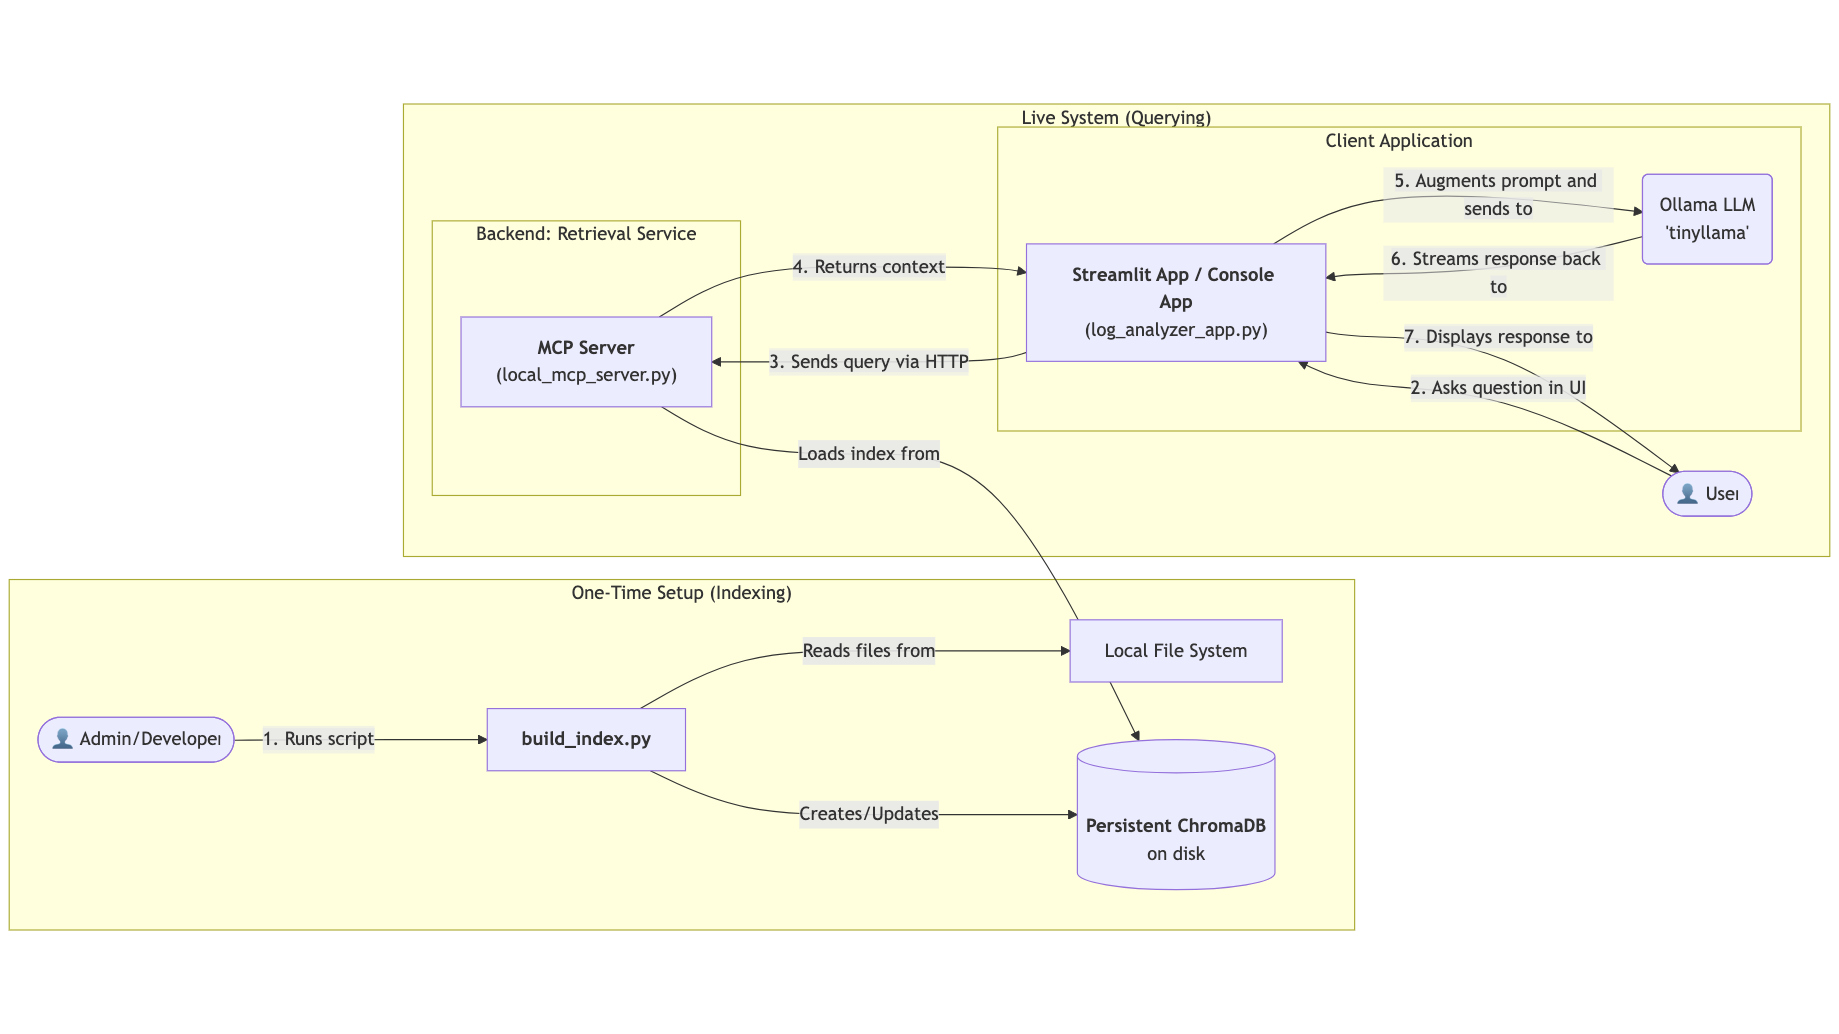 Live System (Querying)
Client Application
5. Augments prompt and
sends to
Ollama LLM
'tinyllama'
Backend: Retrieval Service
4. Returns context
Streamlit App / Console
App
(log_analyzer_app.py)
6. Streams response back
to
MCP Server
(local_mcp_server.py)
3. Sends query via HTTP
7. Displays response to
2. Asks question in UI
Loads index from
User
One-Time Setup (Indexing)
Reads files from
Local File System
Admin/Developer
1. Runs script
build_index.py
Creates/Updates
Persistent ChromaDB
on disk